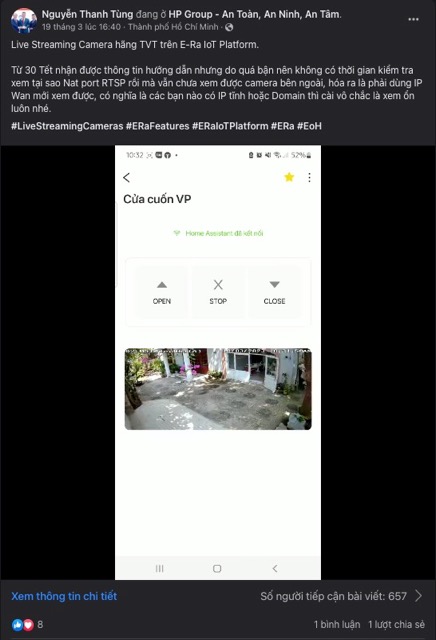 Nguyễn Thanh Tùng đang ở HP Group - An Toàn, An Ninh, An Tâm.
19 tháng 3 lúc 16:40 · Thành phố Hồ Chí Minh ·
Live Streaming Camera hãng TVT trên E-Ra IoT Platform.
Từ 30 Tết nhận được thông tin hướng dẫn nhưng do quá bận nên không có thời gian kiểm tra
xem tại sao Nat port RTSP rồi mà vẫn chưa xem được camera bên ngoài, hóa ra là phải dùng IP
Wan mới xem được, có nghĩa là các bạn nào có IP tĩnh hoặc Domain thì cài vô chắc là xem ổn
luôn nhé.
#LiveStreamingCameras #ERaFeatures #ERaIoTPlatform #ERa #EoH
10:32
52%
Cửa cuốn VP
Home Assistant đã kết nối
OPEN STOP CLOSE
Xem thông tin chi tiết
Số người tiếp cận bài viết: 657
8
1 bình luận 1 lượt chia sẻ